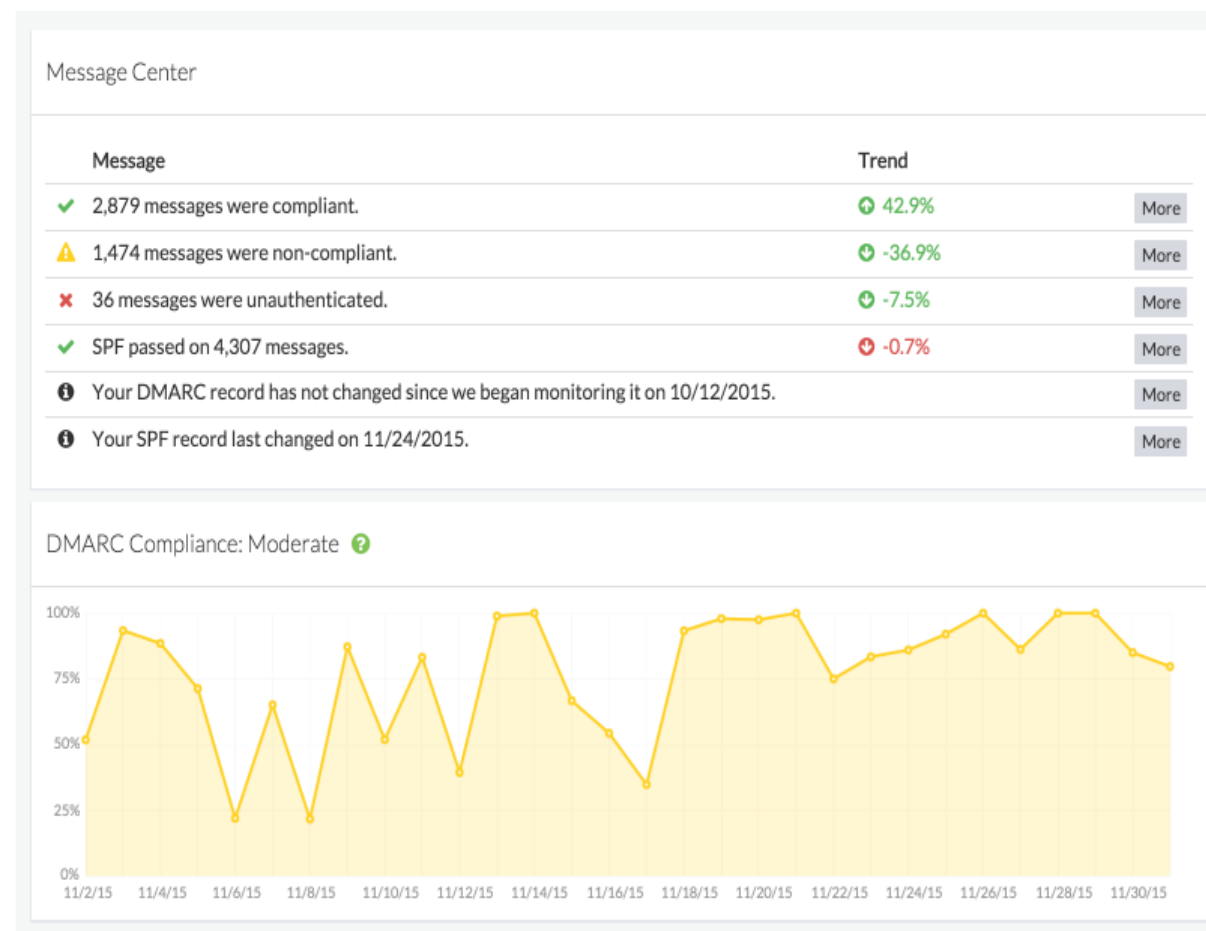 Message Center
Message Trend
2,879 messages were compliant. 42.9% More
1,474 messages were non-compliant. -36.9% More
36 messages were unauthenticated. -7.5% More
SPF passed on 4,307 messages. -0.7% More
Your DMARC record has not changed since we began monitoring it on 10/12/2015. More
Your SPF record last changed on 11/24/2015. More
DMARC Compliance: Moderate ?
100%
75%
50%
25%
0%
11/2/15 11/4/15 11/6/15 11/8/15 11/10/15 11/12/15 11/14/15 11/16/15 11/18/15 11/20/15 11/22/15 11/24/15 11/26/15 11/28/15 11/30/15